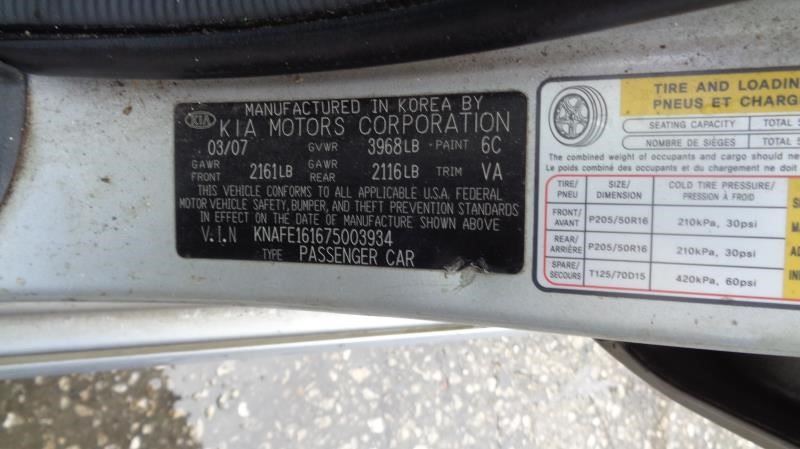 MANUFACTURED IN KOREA BY
KIA KIA MOTORS CORPORATION
03/07 GVWR 3968LB PAINT 6C
GAWR FRONT 2161LB GAWR REAR 2116LB TRIM VA
THIS VEHICLE CONFORMS TO ALL APPLICABLE U.S.A. FEDERAL
MOTOR VEHICLE SAFETY, BUMPER, AND THEFT PREVENTION STANDARDS
IN EFFECT ON THE DATE OF MANUFACTURE SHOWN ABOVE
V.I.N KNAFE161675003934
TYPE PASSENGER CAR
TIRE AND
PNEUS ET
SEATING CAPACITY TOTAL
NOMBRE DE SIÈGES TOTAL
The combined weight of occupants and cargo should
Le poids combiné des occupants et du chargement ne doit
TIRE/ PNEU SIZE/ DIMENSION COLD TIRE PRESSURE/ PRESSION À FROID
FRONT/ AVANT P205/50R16 210kPa, 30psi
REAR/ ARRIÈRE P205/50R16 210kPa, 30psi
SPARE/ SECOURS T125/70D15 420kPa, 60psi